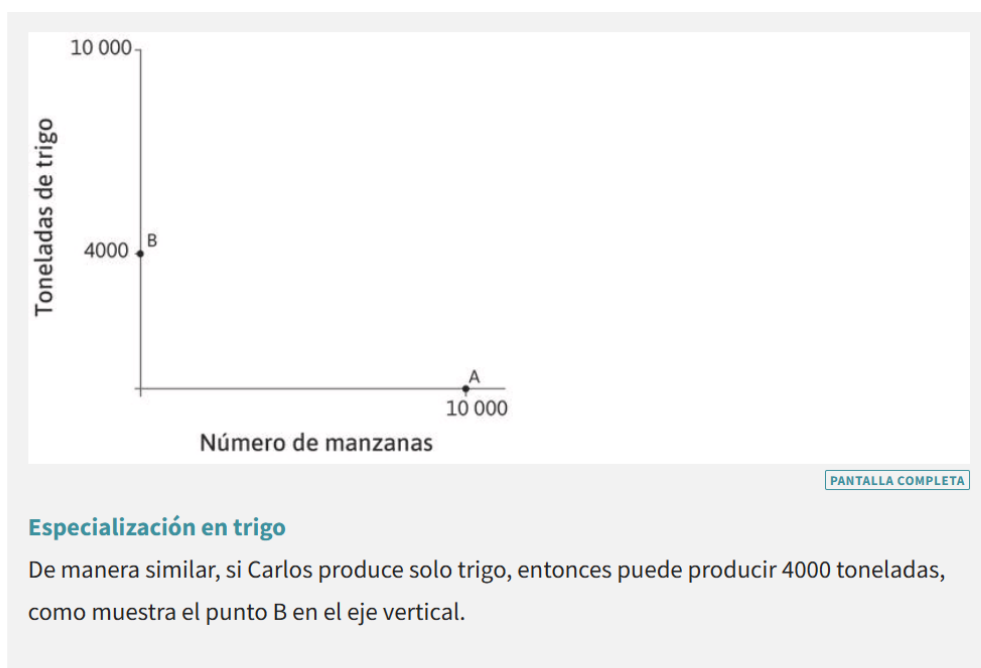 10 000
Toneladas de trigo
4000
B
A
10 000
Número de manzanas
PANTALLA COMPLETA
Especialización en trigo
De manera similar, si Carlos produce solo trigo, entonces puede producir 4000 toneladas,
como muestra el punto B en el eje vertical.